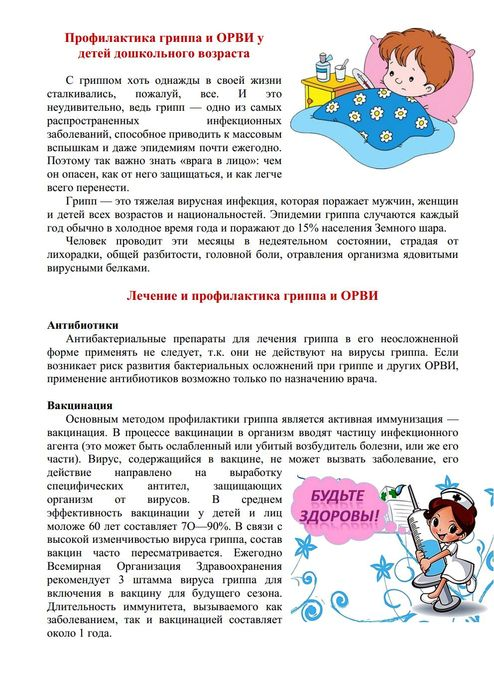 Профилактика гриппа и ОРВИ у
детей дошкольного возраста
С гриппом хоть однажды в своей жизни
сталкивались, пожалуй, все. И это
неудивительно, ведь грипп — одно из самых
распространенных инфекционных
заболеваний, способное приводить к массовым
вспышкам и даже эпидемиям почти ежегодно.
Поэтому так важно знать «врага в лицо»: чем
он опасен, как от него защищаться, и как легче
всего перенести.
Грипп — это тяжелая вирусная инфекция, которая поражает мужчин, женщин
и детей всех возрастов и национальностей. Эпидемии гриппа случаются каждый
год обычно в холодное время года и поражают до 15% населения Земного шара.
Человек проводит эти месяцы в недеятельном состоянии, страдая от
лихорадки, общей разбитости, головной боли, отравления организма ядовитыми
вирусными белками.
Лечение и профилактика гриппа и ОРВИ
Антибиотики
Антибактериальные препараты для лечения гриппа в его неосложненной
форме применять не следует, т.к. они не действуют на вирусы гриппа. Если
возникает риск развития бактериальных осложнений при гриппе и других ОРВИ,
применение антибиотиков возможно только по назначению врача.
Вакцинация
Основным методом профилактики гриппа является активная иммунизация —
вакцинация. В процессе вакцинации в организм вводят частицу инфекционного
агента (это может быть ослабленный или убитый возбудитель болезни, или же его
части). Вирус, содержащийся в вакцине, не может вызвать заболевание, его
действие направлено на выработку
специфических антител, защищающих
организм от вирусов. В среднем
эффективность вакцинации у детей и лиц
моложе 60 лет составляет 7О—90%. В связи с
высокой изменчивостью вируса гриппа, состав
вакцин часто пересматривается. Ежегодно
Всемирная Организация Здравоохранения
рекомендует 3 штамма вируса гриппа для
включения в вакцину для будущего сезона.
Длительность иммунитета, вызываемого как
заболеванием, так и вакцинацией составляет
около 1 года.
БУДЬТЕ
ЗДОРОВЫ!